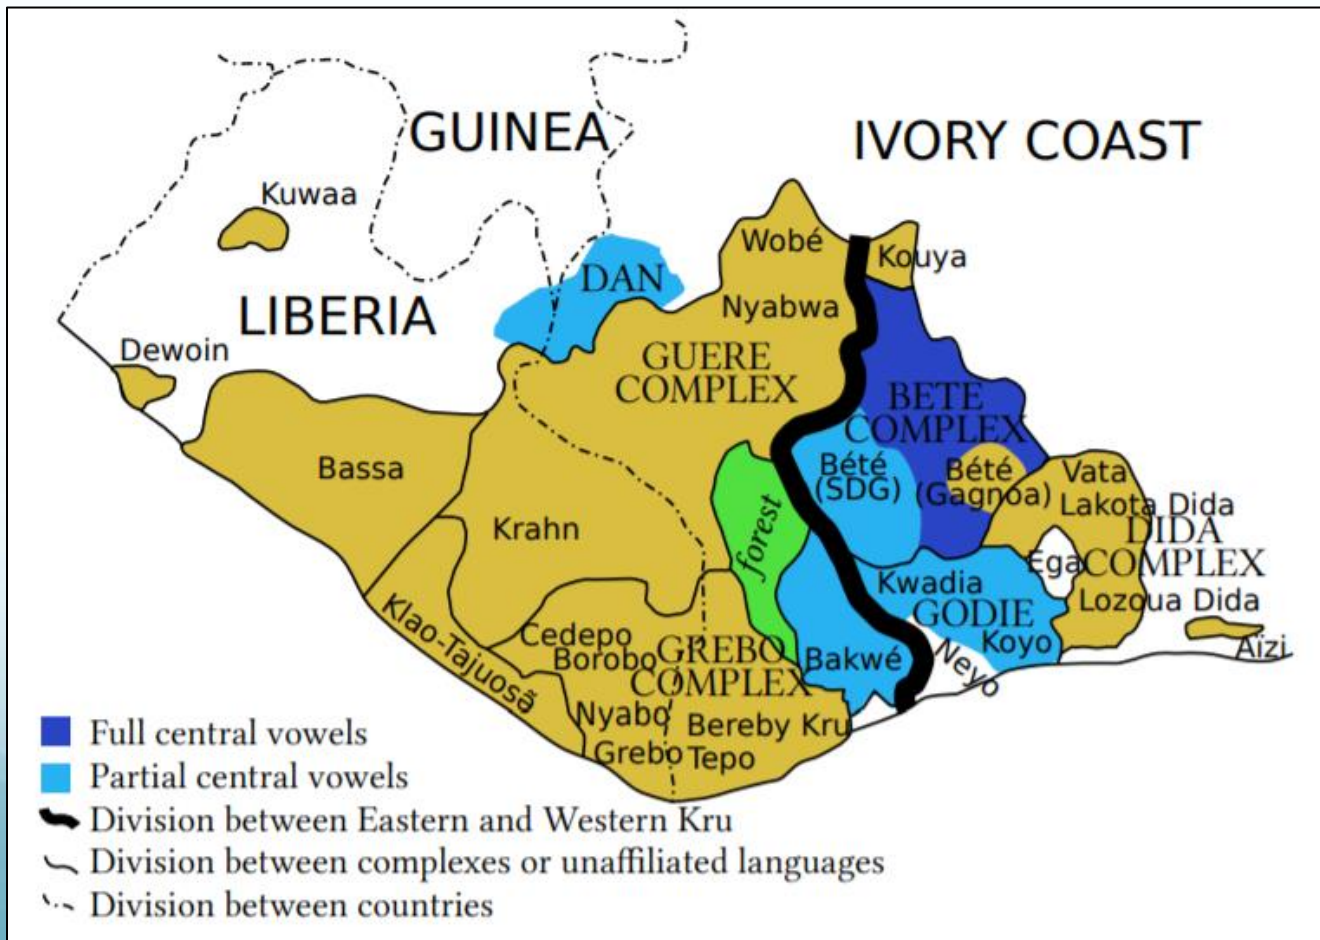 GUINEA
IVORY COAST
Kuwaa
Wobé
Kouya
DAN
Nyabwa
LIBERIA
Dewoin
GUERE
COMPLEX
BETE
COMPLEX
Bassa
Bété
(SDG)
Bété
(Gagnoa)
Vata
Lakota Dida
DIDA
COMPLEX
Krahn
forest
Ega
Kwadia
GODIE
Lozoua Dida
Klao-Tajuosɔ̃
Cedepo
Borobo
GREBO
COMPLEX
Bakwé
Koyo
Neyo
Aïzi
Nyabo
Bereby Kru
Grebo
Tepo
Full central vowels
Partial central vowels
Division between Eastern and Western Kru
Division between complexes or unaffiliated languages
Division between countries